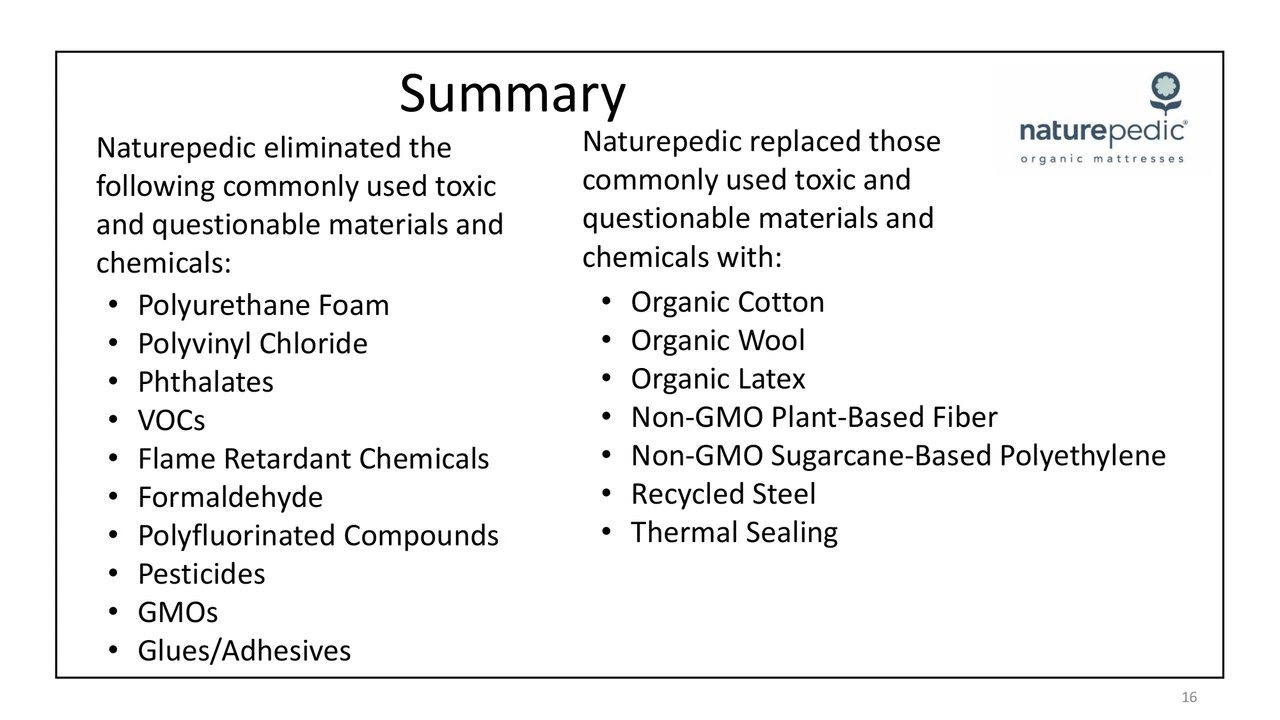 Summary
Naturepedic eliminated the
following commonly used toxic
and questionable materials and
chemicals:
• Polyurethane Foam
• Polyvinyl Chloride
• Phthalates
• VOCs
• Flame Retardant Chemicals
• Formaldehyde
• Polyfluorinated Compounds
• Pesticides
• GMOs
• Glues/Adhesives
Naturepedic replaced those
commonly used toxic and
questionable materials and
chemicals with:
• Organic Cotton
• Organic Wool
• Organic Latex
• Non-GMO Plant-Based Fiber
• Non-GMO Sugarcane-Based Polyethylene
• Recycled Steel
• Thermal Sealing
naturepedic®
organic mattresses
16